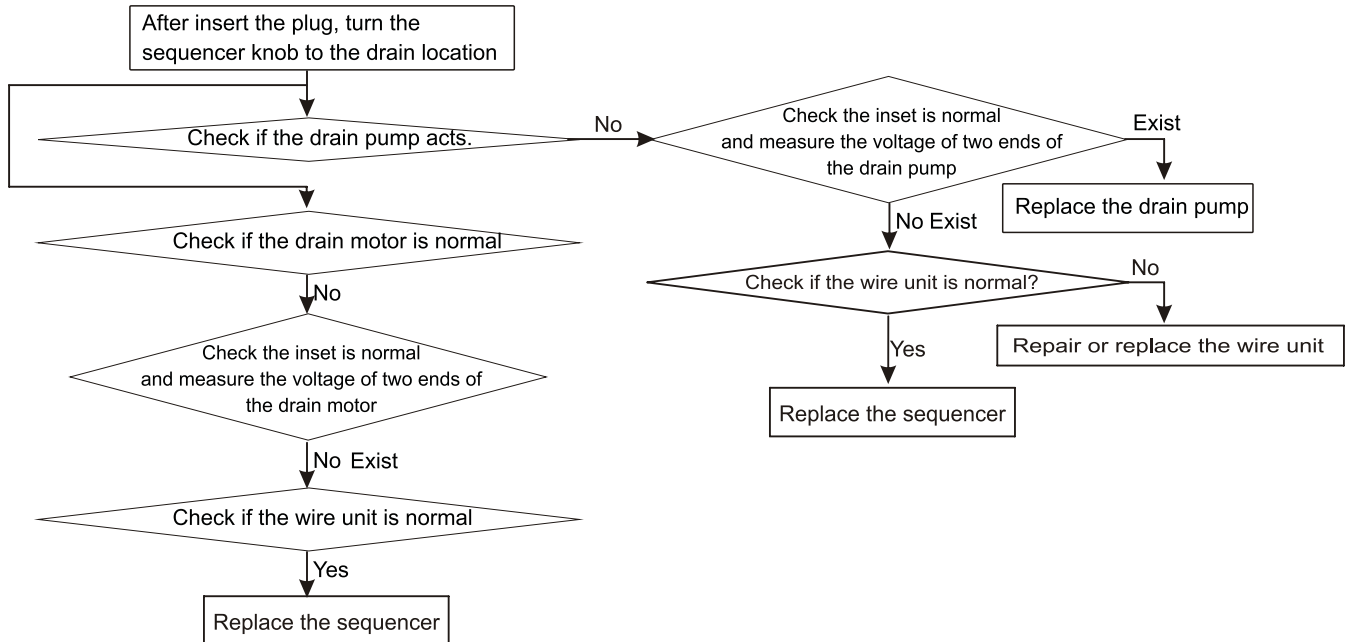 After insert the plug, turn the
sequencer knob to the drain location
Check if the drain pump acts.
No
Check the inset is normal
and measure the voltage of two ends of
the drain pump
Exist
Replace the drain pump
No Exist
Check if the wire unit is normal?
No
Repair or replace the wire unit
Yes
Replace the sequencer
Check if the drain motor is normal
No
Check the inset is normal
and measure the voltage of two ends of
the drain motor
No Exist
Check if the wire unit is normal
Yes
Replace the sequencer